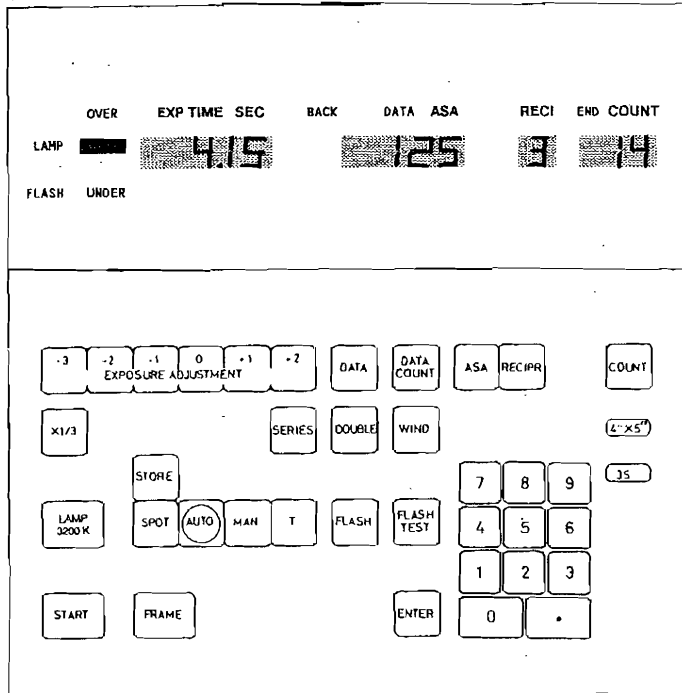 OVER EXP TIME SEC BACK DATA ASA RECI END COUNT
LAMP 4.15 125 3 14
FLASH UNDER
-3 -2 -1 0 +1 +2 DATA DATA COUNT ASA RECIPR COUNT
EXPOSURE ADJUSTMENT
X1/3 SERIES DOUBLE WIND 4"X5"
STORE 7 8 9 35
LAMP 3200K SPOT AUTO MAN T FLASH FLASH TEST 4 5 6
1 2 3
START FRAME ENTER 0 .